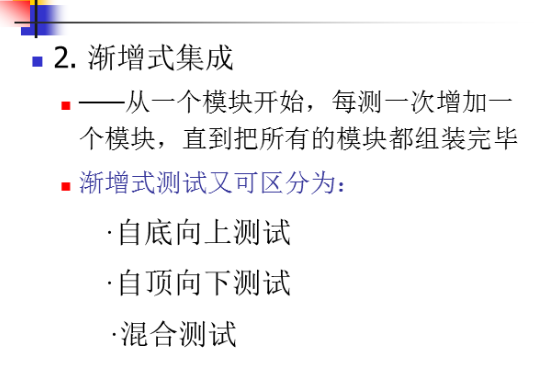 2. 渐增式集成
——从一个模块开始，每测一次增加一
个模块，直到把所有的模块都组装完毕
渐增式测试又可区分为：
·自底向上测试
·自顶向下测试
·混合测试